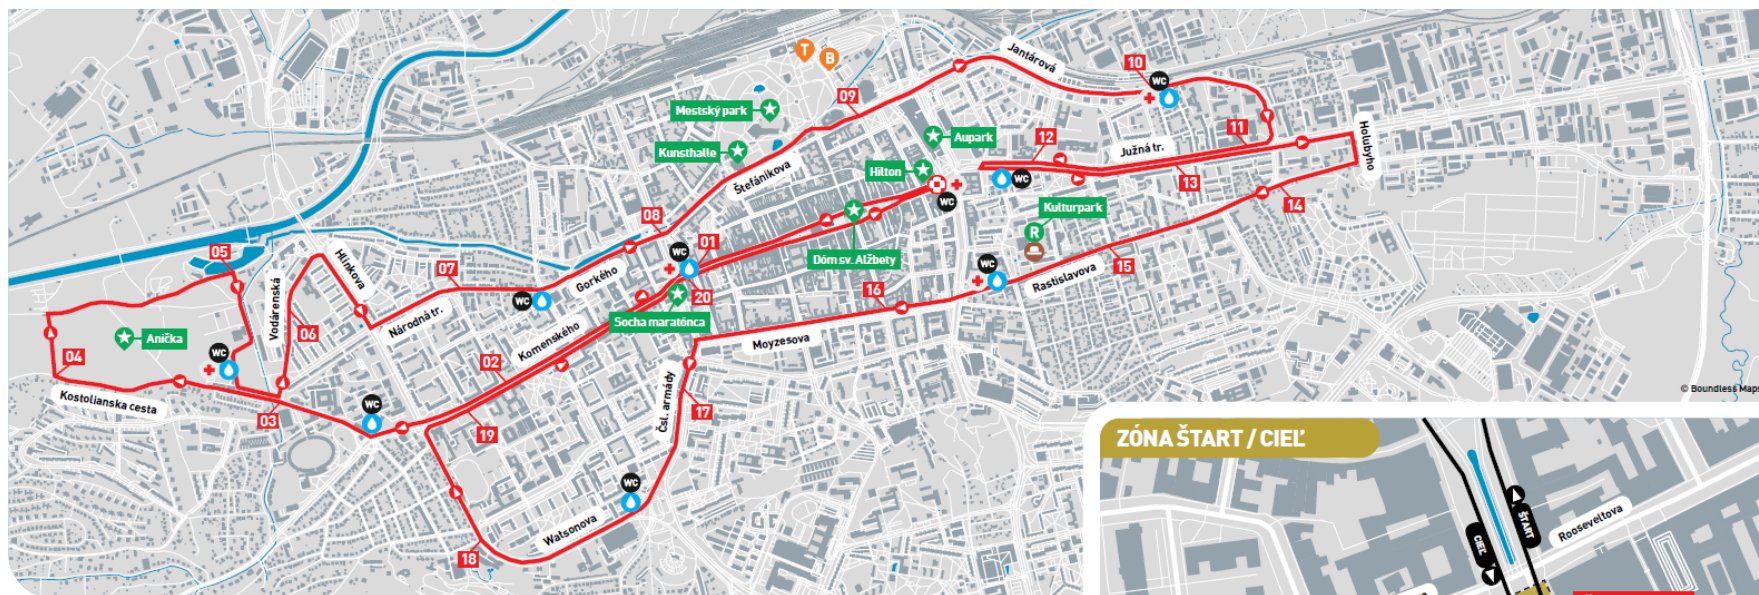 T
B
Jantárová
10
WC
09
Mestský park
Aupark
12
11
Holubyho
Južná tr.
Kunsthalle
Hilton
WC
13
Štefánikova
WC
14
Kulturpark
08
R
05
WC
01
Dóm sv. Alžbety
15
Hlinkova
07
Gorkého
WC
Rastislavova
Vodárenská
WC
20
16
06
Národná tr.
Socha maratónca
Anička
Komenského
Moyzesova
WC
04
02
Kostolianska cesta
Čsl. armády
© Boundless Maps
03
WC
17
19
ZÓNA ŠTART / CIEĽ
WC
Watsonova
18
ŠTART
Rooseveltova
CIEĽ